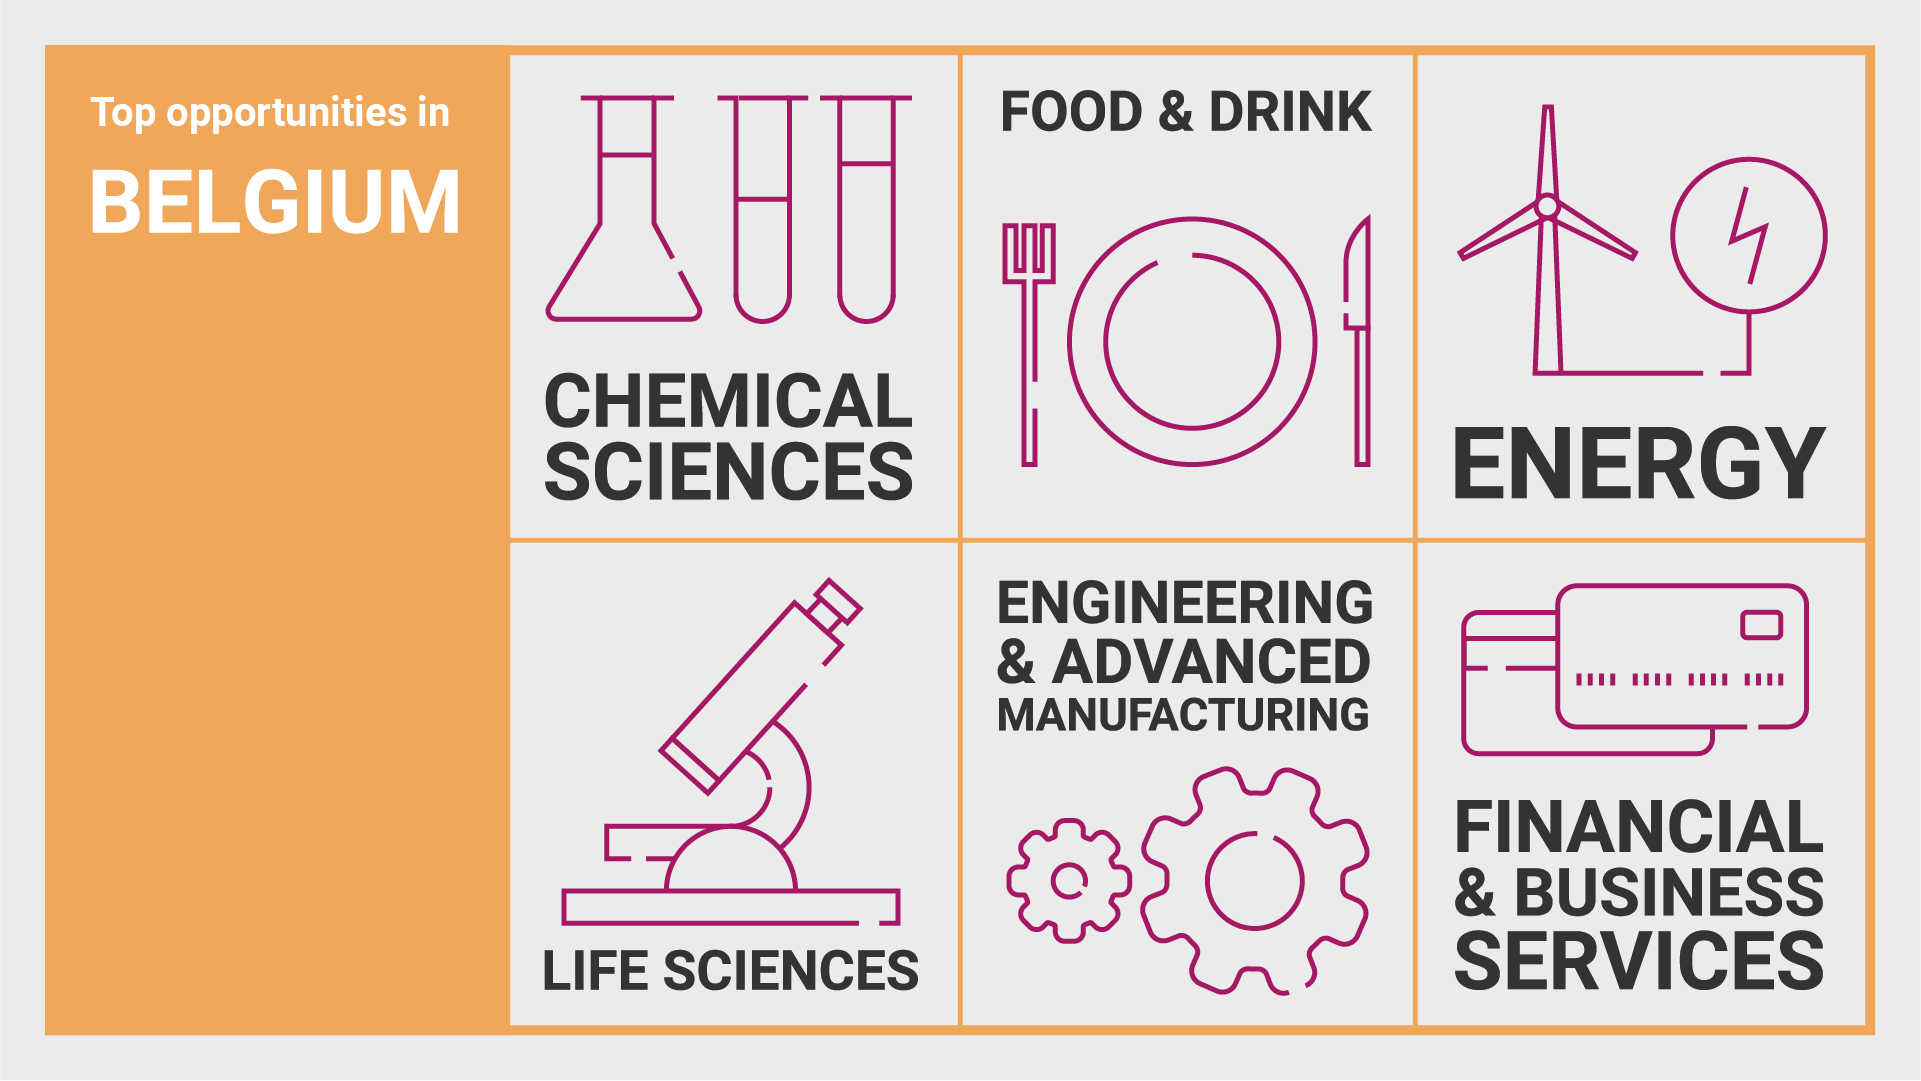 Top opportunities in
BELGIUM
CHEMICAL
SCIENCES
FOOD & DRINK
ENERGY
LIFE SCIENCES
ENGINEERING
& ADVANCED
MANUFACTURING
FINANCIAL
& BUSINESS
SERVICES